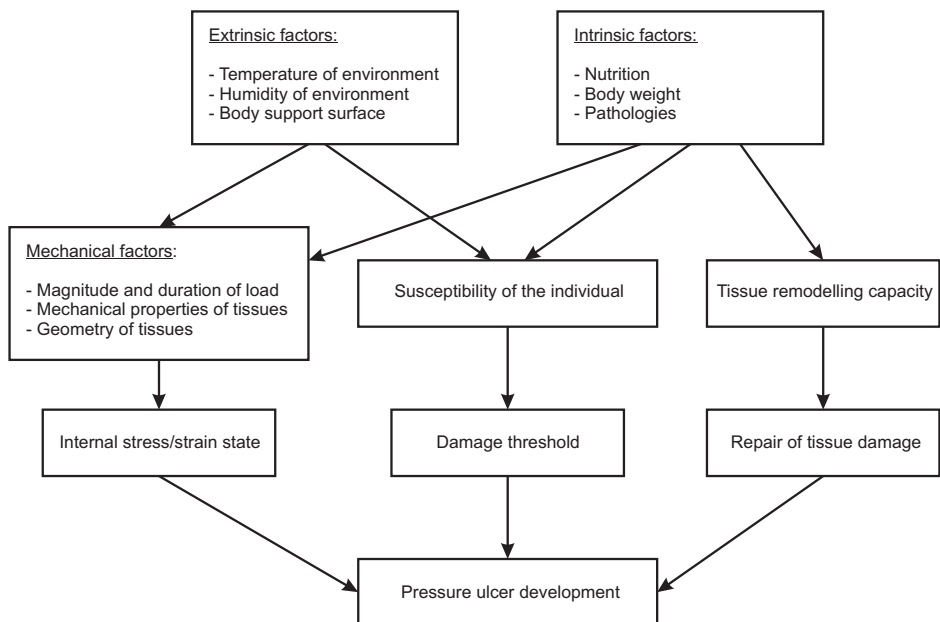 Extrinsic factors:
- Temperature of environment
- Humidity of environment
- Body support surface
Intrinsic factors:
- Nutrition
- Body weight
- Pathologies
Mechanical factors:
- Magnitude and duration of load
- Mechanical properties of tissues
- Geometry of tissues
Susceptibility of the individual
Tissue remodelling capacity
Internal stress/strain state
Damage threshold
Repair of tissue damage
Pressure ulcer development